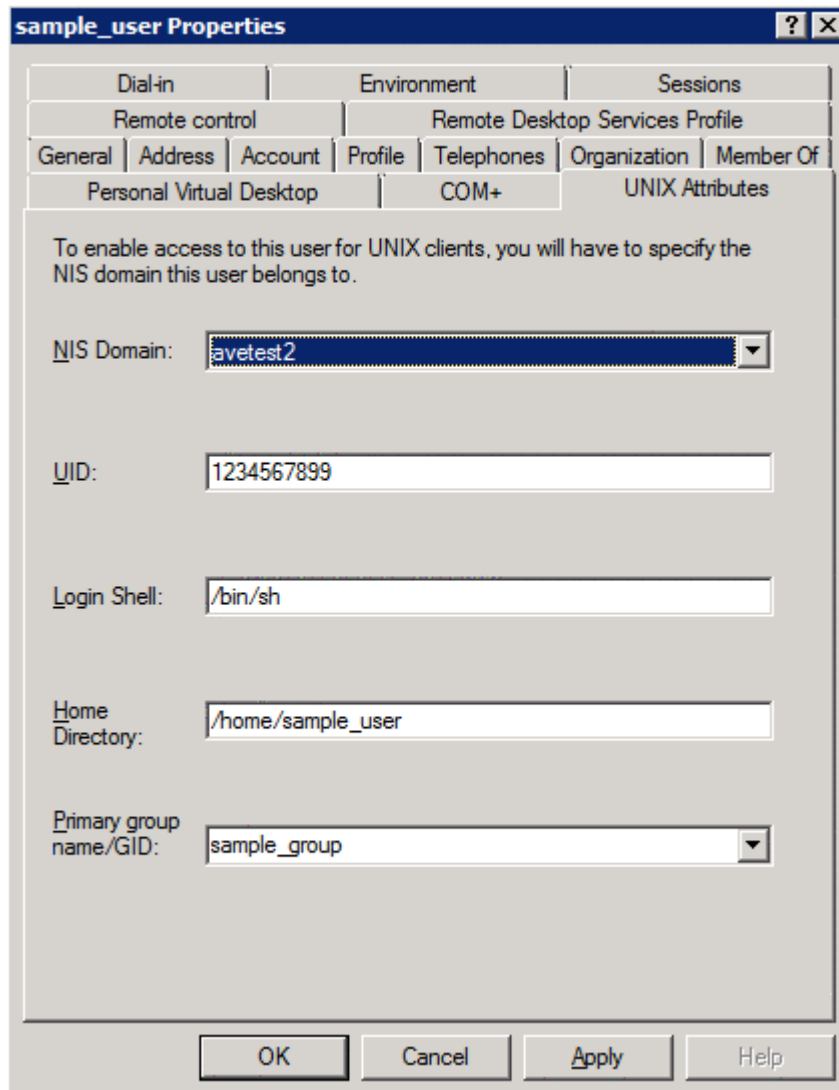 sample_user Properties
Dial-in Environment Sessions
Remote control Remote Desktop Services Profile
General Address Account Profile Telephones Organization Member Of
Personal Virtual Desktop COM+ UNIX Attributes
To enable access to this user for UNIX clients, you will have to specify the
NIS domain this user belongs to.
NIS Domain: avetest2
UID: 1234567899
Login Shell: /bin/sh
Home
Directory: /home/sample_user
Primary group
name/GID: sample_group
OK Cancel Apply Help